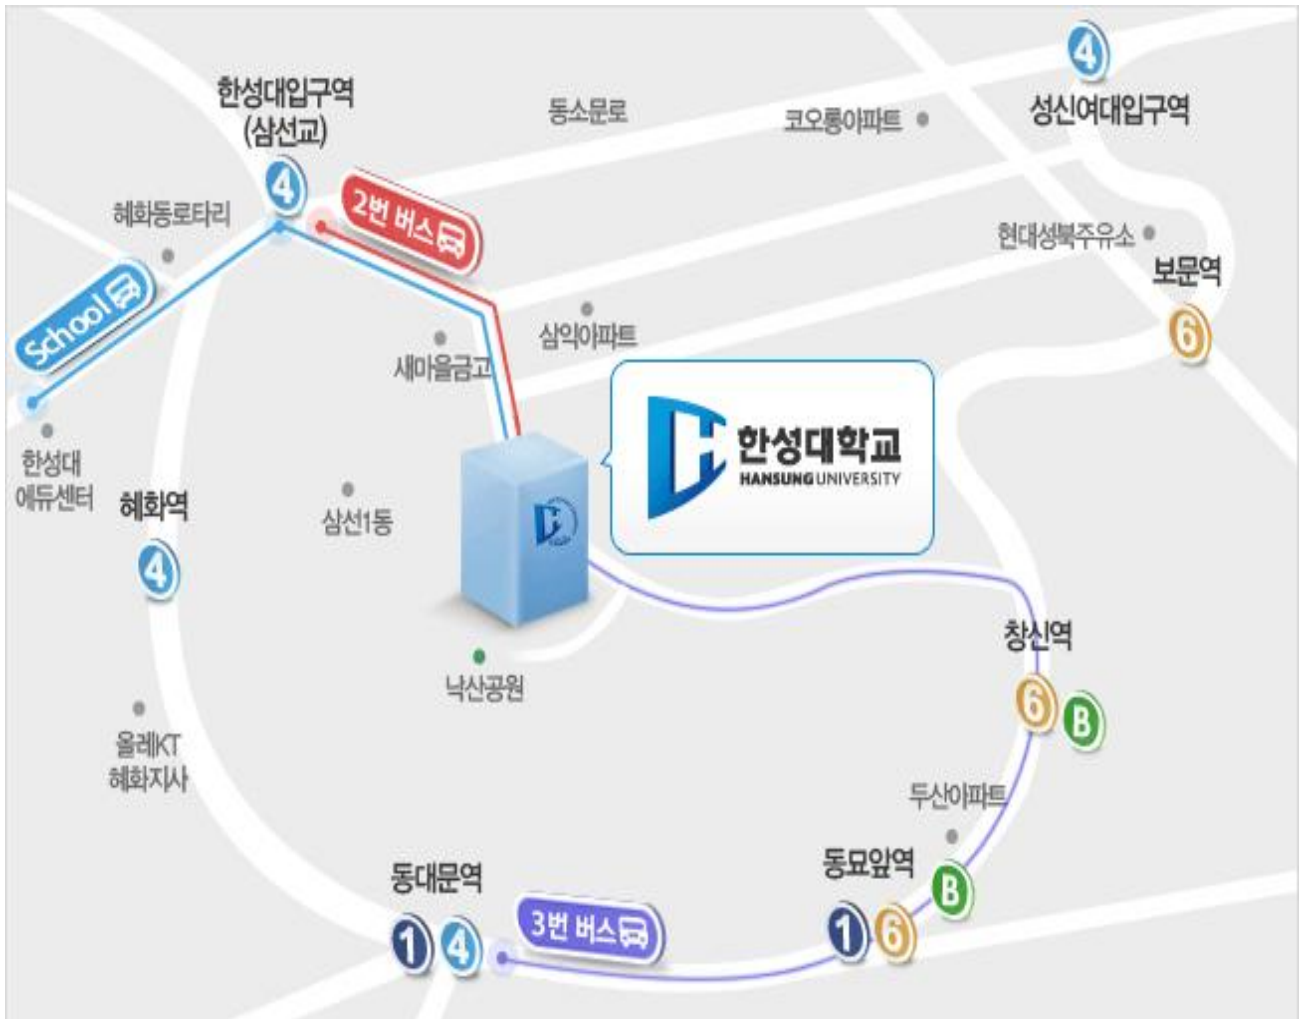 4
성신여대입구역
한성대입구역
(삼선교)
4
동소문로
코오롱아파트
2번 버스
혜화동로타리
현대성북주유소
보문역
6
School
새마을금고
삼익아파트
한성대
에듀센터
한성대학교
HANSUNG UNIVERSITY
혜화역
4
삼선1동
창신역
6
B
낙산공원
올레KT
혜화지사
두산아파트
동대문역
1
4
3번 버스
동묘앞역
1
6
B